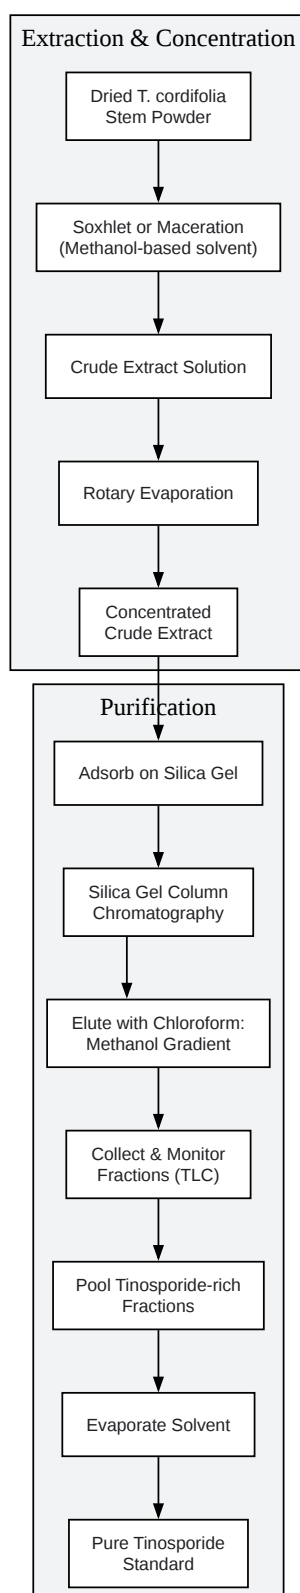 Extraction & Concentration
Dried T. cordifolia
Stem Powder
Soxhlet or Maceration
(Methanol-based solvent)
Crude Extract Solution
Rotary Evaporation
Concentrated
Crude Extract
Purification
Adsorb on Silica Gel
Silica Gel Column
Chromatography
Elute with Chloroform:
Methanol Gradient
Collect & Monitor
Fractions (TLC)
Pool Tinosporide-rich
Fractions
Evaporate Solvent
Pure Tinosporide
Standard